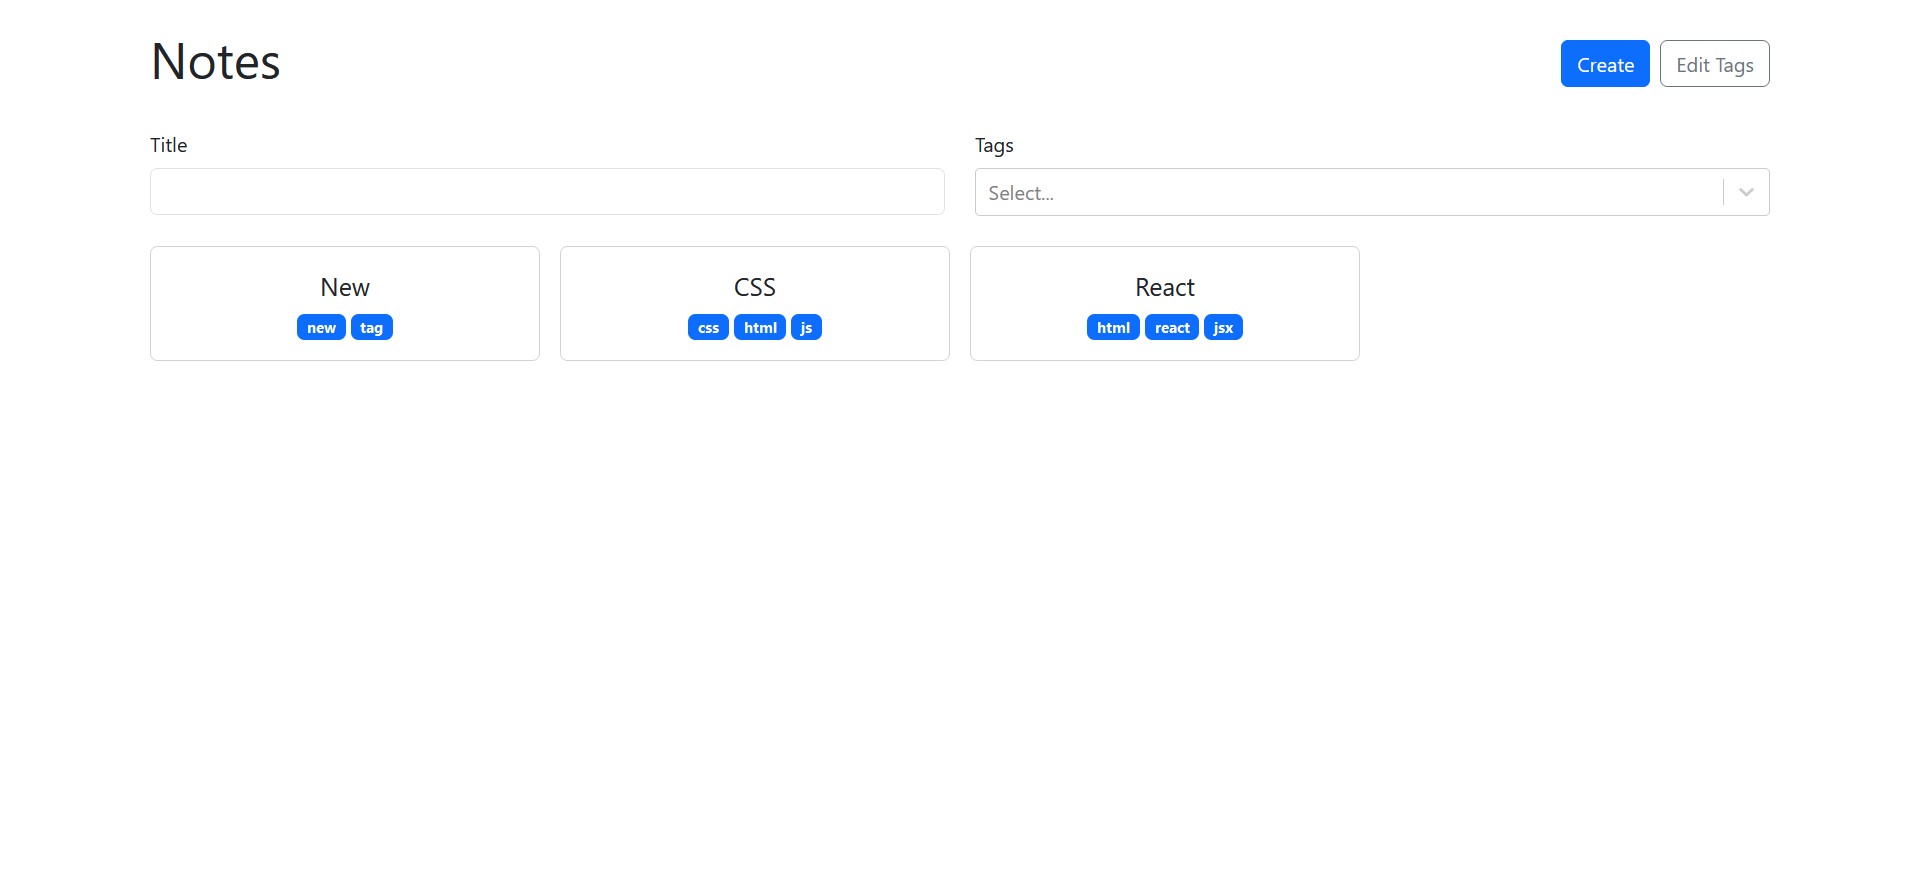 Notes
Create Edit Tags
Title
Tags
Select...
New
new tag
CSS
css html js
React
html react jsx